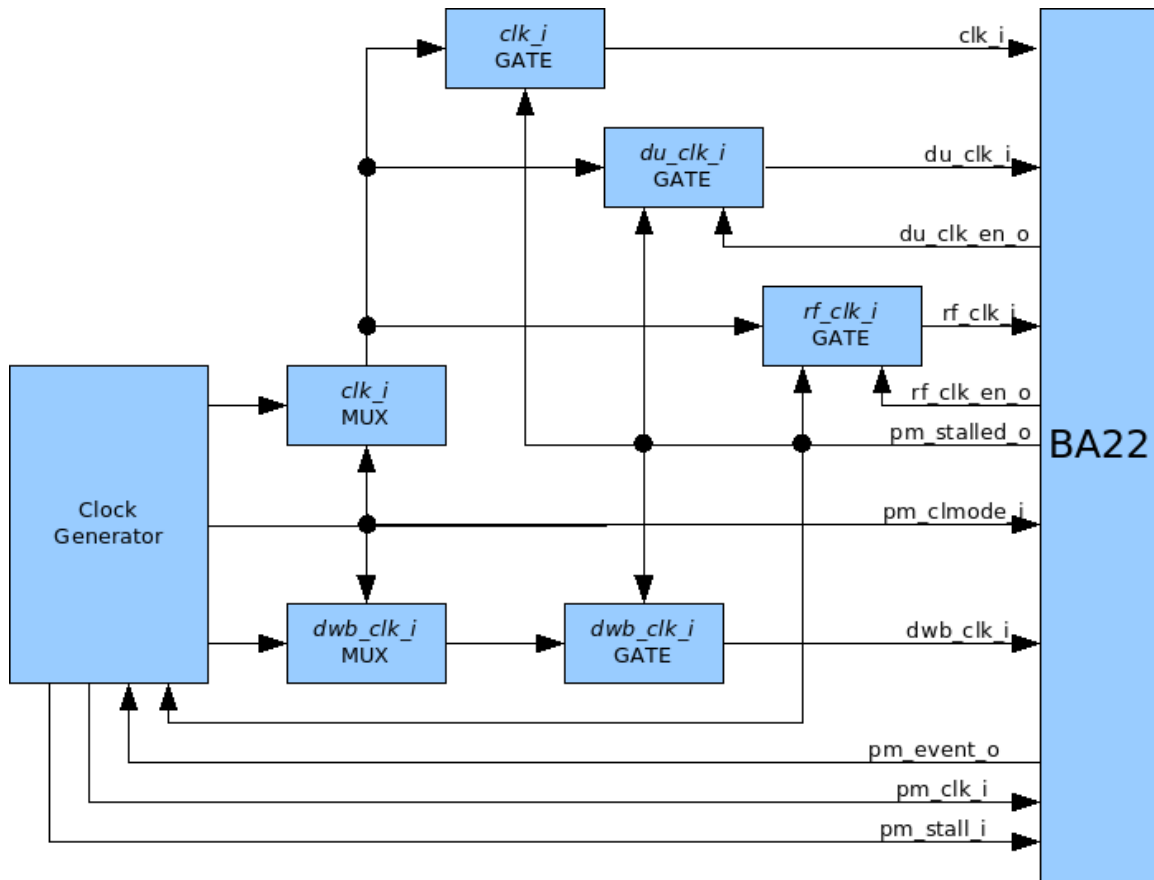 clk_i
GATE
clk_i
du_clk_i
GATE
du_clk_i
du_clk_en_o
rf_clk_i
GATE
rf_clk_i
clk_i
MUX
rf_clk_en_o
pm_stalled_o
BA22
Clock
Generator
pm_clmode_i
dwb_clk_i
MUX
dwb_clk_i
GATE
dwb_clk_i
pm_event_o
pm_clk_i
pm_stall_i